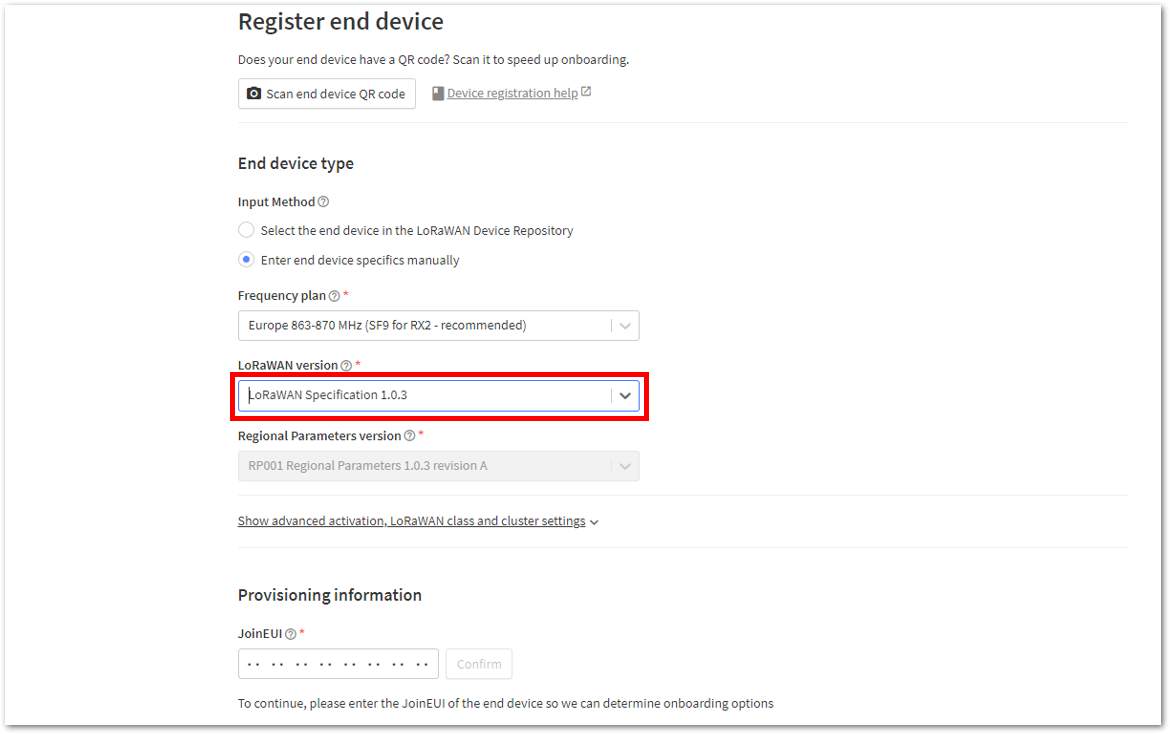 Register end device
Does your end device have a QR code? Scan it to speed up onboarding.
Scan end device QR code Device registration help
End device type
Input Method
Select the end device in the LoRaWAN Device Repository
Enter end device specifics manually
Frequency plan *
Europe 863-870 MHz (SF9 for RX2 - recommended)
LoRaWAN version *
LoRaWAN Specification 1.0.3
Regional Parameters version *
RP001 Regional Parameters 1.0.3 revision A
Show advanced activation, LoRaWAN class and cluster settings
Provisioning information
JoinEUI *
·· ·· ·· ·· ·· ·· ·· ·· Confirm
To continue, please enter the JoinEUI of the end device so we can determine onboarding options